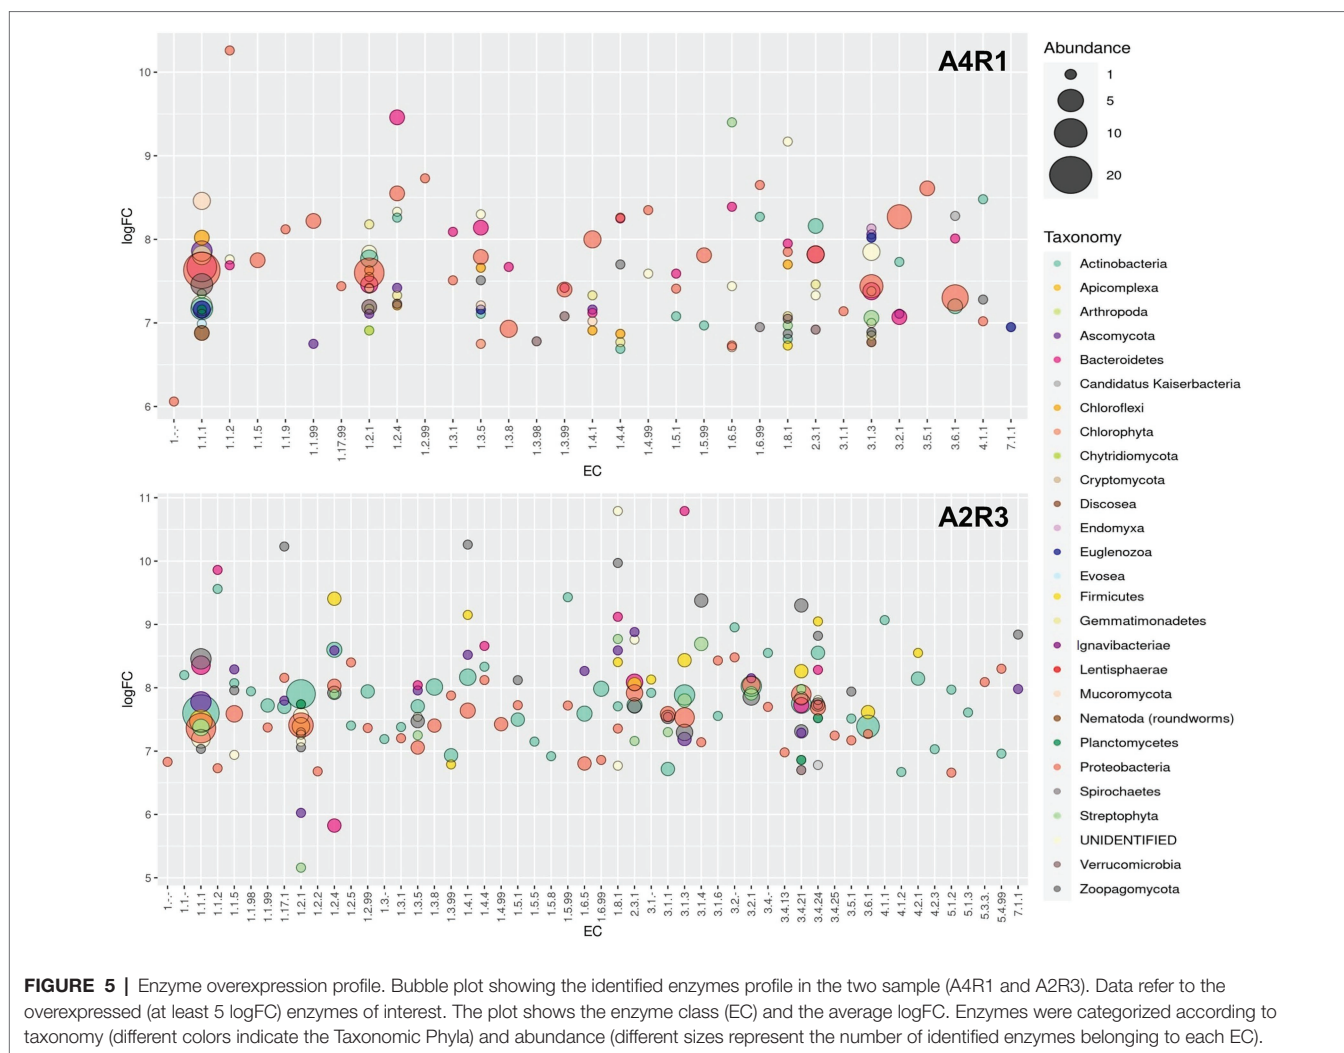 A4R1
logFC
10
9
8
7
6
1.-.-
1.1.1
1.1.2
1.1.5
1.1.9
1.1.99
1.17.99
1.2.1
1.2.4
1.2.99
1.3.1
1.3.5
1.3.8
1.3.98
1.3.99
1.4.1
1.4.4
1.4.99
1.5.1
1.5.99
1.6.5
1.6.99
1.8.1
2.3.1
3.1.1
3.1.3
3.2.1
3.5.1
3.6.1
4.1.1
7.1.1
EC
A2R3
logFC
11
10
9
8
7
6
5
1.-.-
1.1.-
1.1.1
1.1.2
1.1.5
1.1.98
1.1.99
1.17.1
1.2.1
1.2.2
1.2.4
1.2.5
1.2.99
1.3.-
1.3.1
1.3.5
1.3.8
1.3.99
1.4.1
1.4.4
1.4.99
1.5.1
1.5.5
1.5.8
1.5.99
1.6.5
1.6.99
1.8.1
2.3.1
3.1.-
3.1.1
3.1.3
3.1.4
3.1.6
3.2.-
3.2.1
3.4.-
3.4.13
3.4.21
3.4.24
3.4.25
3.5.1
3.6.1
4.1.1
4.1.2
4.2.1
4.2.3
5.1.2
5.1.3
5.3.3.
5.4.99
7.1.1
EC
Abundance
1
5
10
20
Taxonomy
Actinobacteria
Apicomplexa
Arthropoda
Ascomycota
Bacteroidetes
Candidatus Kaiserbacteria
Chloroflexi
Chlorophyta
Chytridiomycota
Cryptomycota
Discosea
Endomyxa
Euglenozoa
Evosea
Firmicutes
Gemmatimonadetes
Ignavibacteriae
Lentisphaerae
Mucoromycota
Nematoda (roundworms)
Planctomycetes
Proteobacteria
Spirochaetes
Streptophyta
UNIDENTIFIED
Verrucomicrobia
Zoopagomycota
FIGURE 5 | Enzyme overexpression profile. Bubble plot showing the identified enzymes profile in the two sample (A4R1 and A2R3). Data refer to the
overexpressed (at least 5 logFC) enzymes of interest. The plot shows the enzyme class (EC) and the average logFC. Enzymes were categorized according to
taxonomy (different colors indicate the Taxonomic Phyla) and abundance (different sizes represent the number of identified enzymes belonging to each EC).